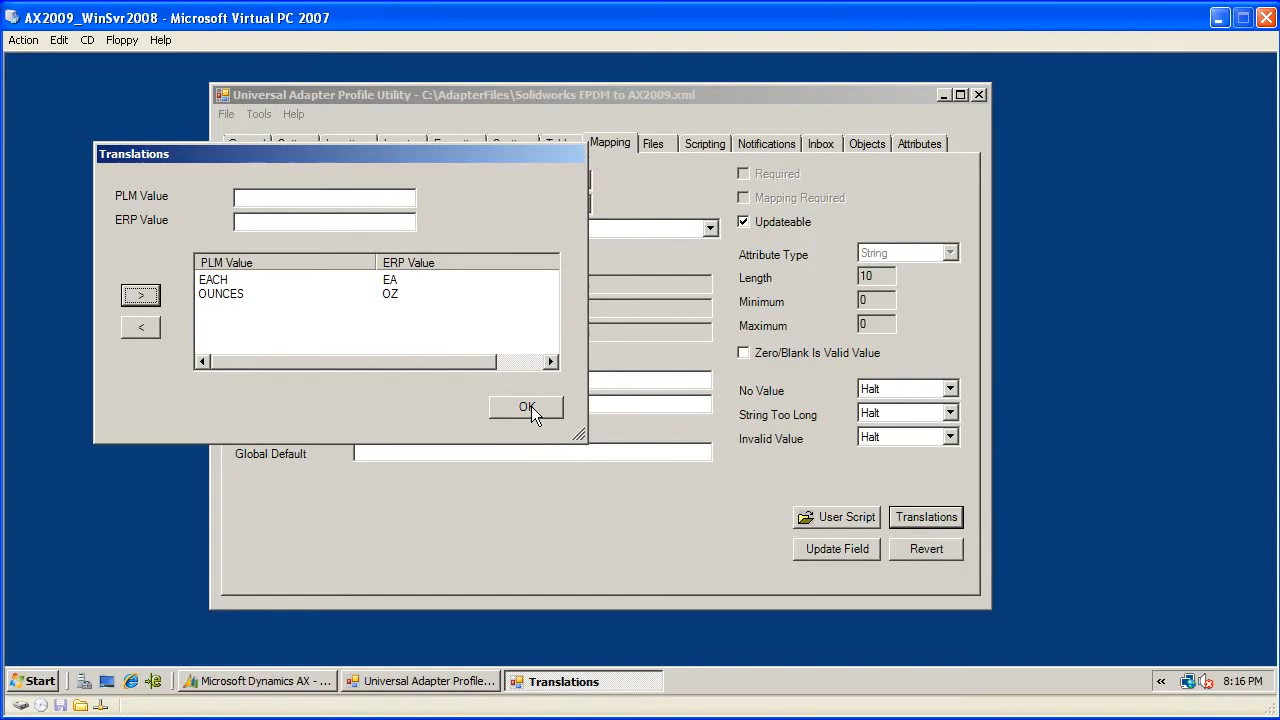 AX2009_WinSvr2008 - Microsoft Virtual PC 2007
Action Edit CD Floppy Help
Universal Adapter Profile Utility - C:\AdapterFiles\Solidworks EPDM to AX2009.xml
File Tools Help
Mapping Files Scripting Notifications Inbox Objects Attributes
Translations
PLM Value
ERP Value
PLM Value ERP Value
EACH EA
OUNCES OZ
>
<
OK
Required
Mapping Required
Updateable
Attribute Type String
Length 10
Minimum 0
Maximum 0
Zero/Blank Is Valid Value
No Value Halt
String Too Long Halt
Invalid Value Halt
Global Default
User Script Translations
Update Field Revert
Start Microsoft Dynamics AX - ... Universal Adapter Profile... Translations « 8:16 PM